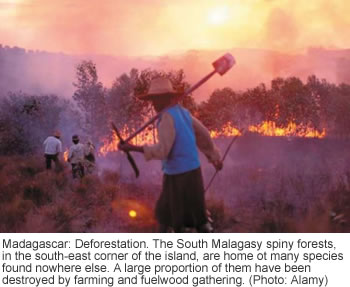 Madagascar: Deforestation. The South Malagasy spiny forests,
in the south-east corner of the island, are home ot many species
found nowhere else. A large proportion of them have been
destroyed by farming and fuelwood gathering. (Photo: Alamy)